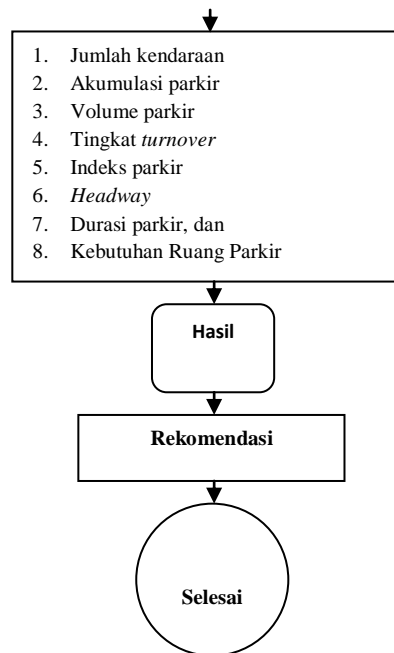 1. Jumlah kendaraan
2. Akumulasi parkir
3. Volume parkir
4. Tingkat turnover
5. Indeks parkir
6. Headway
7. Durasi parkir, dan
8. Kebutuhan Ruang Parkir
Hasil
Rekomendasi
Selesai